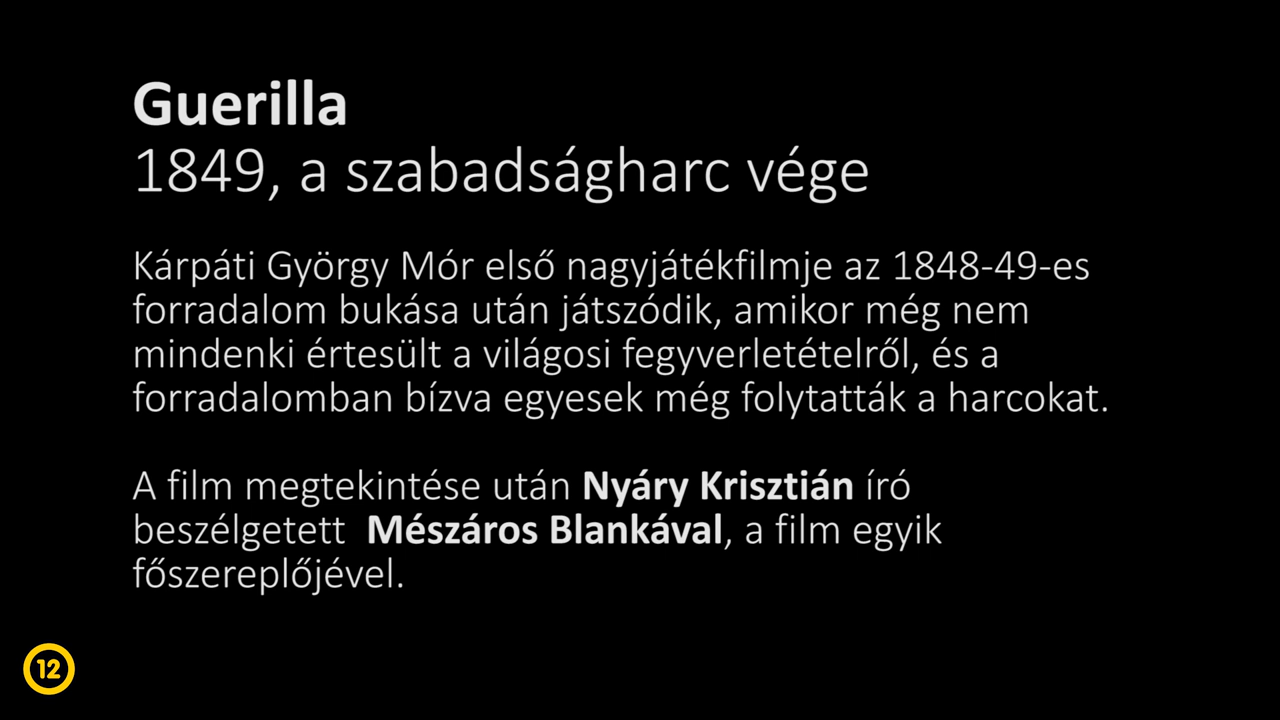 Guerilla
1849, a szabadságharc vége
Kárpáti György Mór első nagyjátékfilmje az 1848-49-es
forradalom bukása után játszódik, amikor még nem
mindenki értesült a világosi fegyverletételről, és a
forradalomban bízva egyesek még folytatták a harcokat.
A film megtekintése után Nyáry Krisztián író
beszélgetett  Mészáros Blankával, a film egyik
főszereplőjével.
12